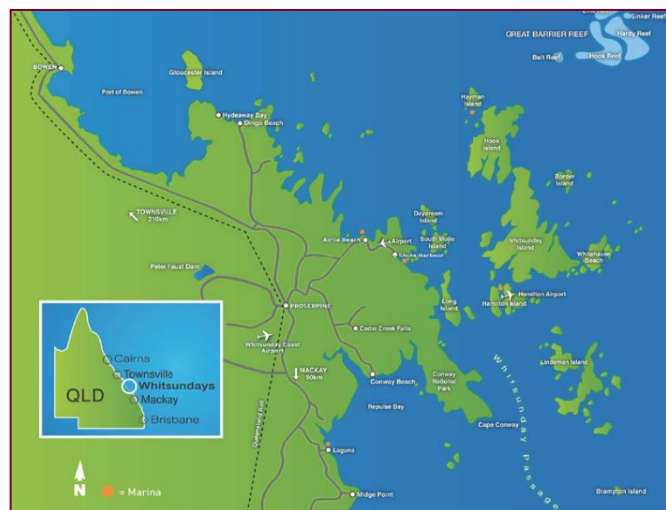 Sinker Reef
GREAT BARRIER REEF
Hardy Reef
Bait Reef
Hook Reef
BOWEN
Gloucester Island
Port of Bowen
Hayman
Island
Hydeaway Bay
Dingo Beach
Hook
Island
Border
Island
TOWNSVILLE
210km
Daydream
Island
Airlie Beach
Airport
South Molle
Island
Shute Harbour
Whitsunday
Island
Whitehaven
Beach
Peter Faust Dam
Long
Island
Hamilton Airport
Hamilton Island
PROSERPINE
Cedar Creek Falls
Whitsunday Coast
Airport
Lindeman Island
MACKAY
90km
Conway Beach
Conway
National
Park
Repulse Bay
Cape Conway
Whitsunday Passage
Queensland Rail
Laguna
Midge Point
Brampton Island
Cairns
Townsville
Whitsundays
QLD
Mackay
Brisbane
N
= Marina